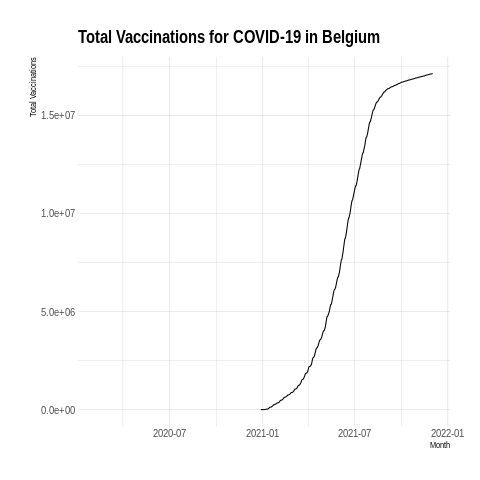 Total Vaccinations for COVID-19 in Belgium
Total Vaccinations
1.5e+07
1.0e+07
5.0e+06
0.0e+00
2020-07 2021-01 2021-07 2022-01
Month